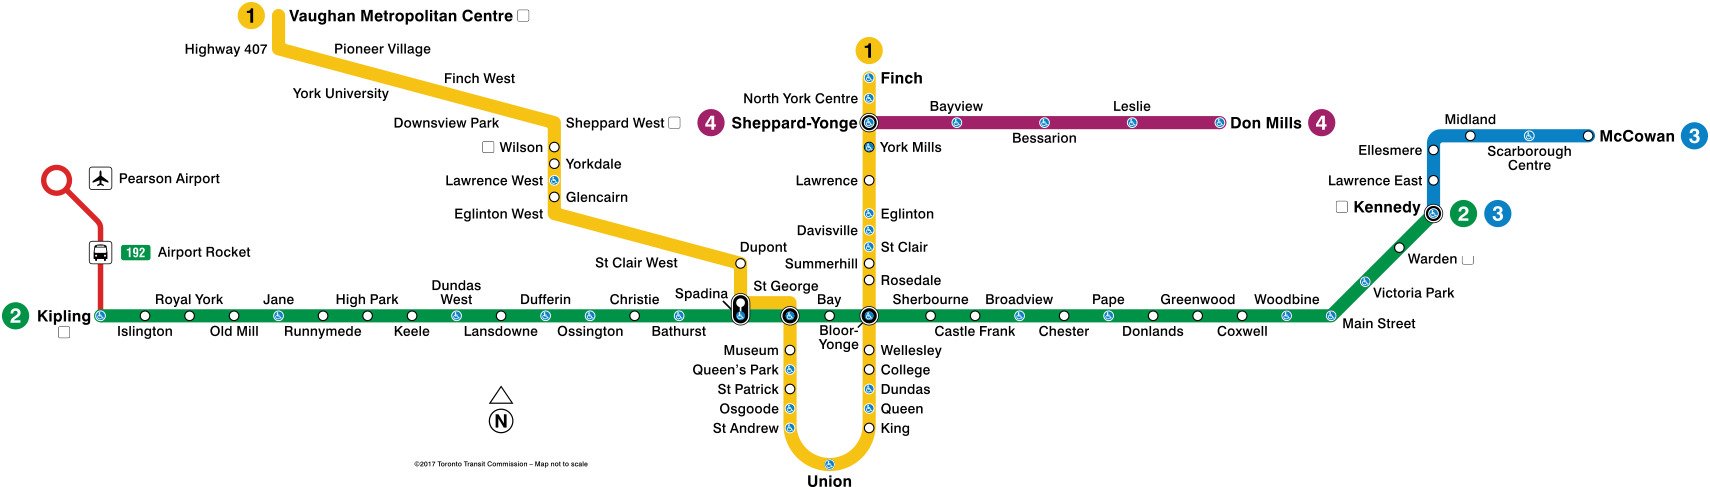 1
Vaughan Metropolitan Centre
Highway 407
Pioneer Village
Finch West
York University
Downsview Park
Sheppard West
Wilson
Yorkdale
Lawrence West
Glencairn
Eglinton West
Dupont
St Clair West
Spadina
St George
1
Finch
North York Centre
4
Sheppard-Yonge
Bayview
Bessarion
Leslie
Don Mills
4
York Mills
Lawrence
Eglinton
Davisville
St Clair
Summerhill
Rosedale
Midland
McCowan
3
Ellesmere
Scarborough
Centre
Lawrence East
Kennedy
2
3
Warden
Victoria Park
Main Street
Pearson Airport
192
Airport Rocket
2
Kipling
Islington
Royal York
Old Mill
Jane
Runnymede
High Park
Keele
Dundas
West
Lansdowne
Dufferin
Ossington
Christie
Bathurst
Bay
Bloor-
Yonge
Sherbourne
Castle Frank
Broadview
Chester
Pape
Donlands
Greenwood
Coxwell
Woodbine
Museum
Queen's Park
St Patrick
Osgoode
St Andrew
Union
Wellesley
College
Dundas
Queen
King
N
©2017 Toronto Transit Commission – Map not to scale